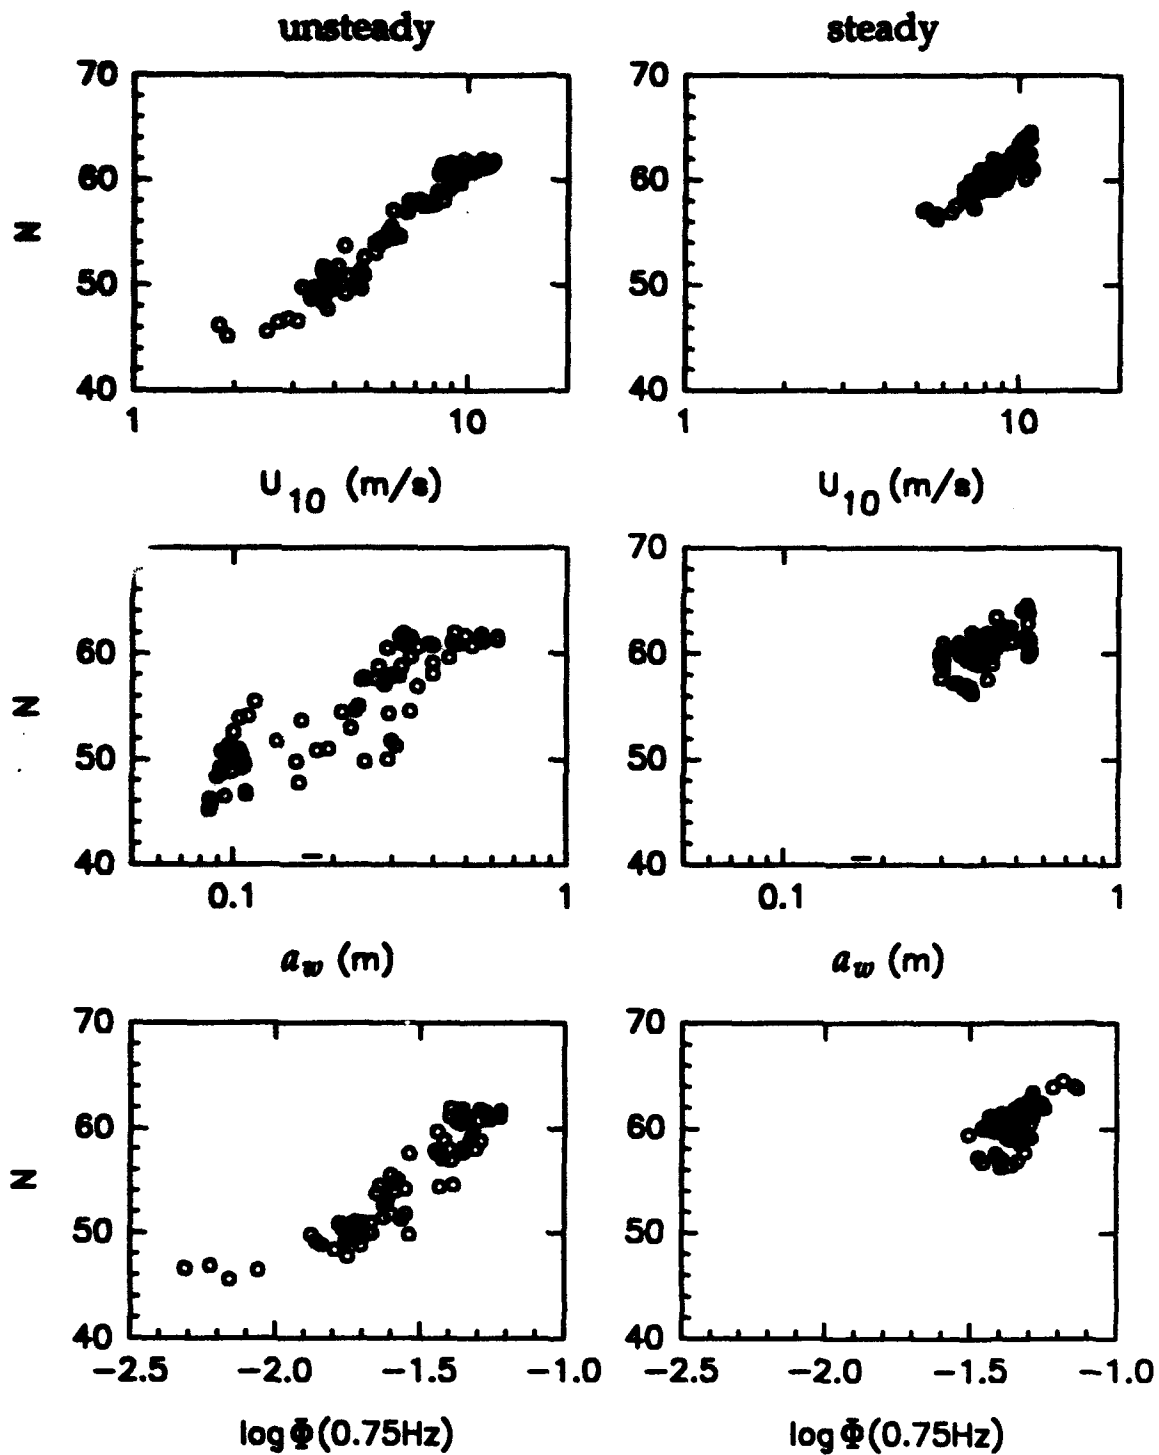 unsteady steady
70 70
60 60
N
50 50
40 40
1 10 1 10
U10 (m/s) U10 (m/s)
70
60 60
N
50 50
40 40
0.1 1 0.1 1
aw (m) aw (m)
70 70
60 60
N
50 50
40 40
−2.5 −2.0 −1.5 −1.0 −2.5 −2.0 −1.5 −1.0
log Φ(0.75Hz) log Φ(0.75Hz)